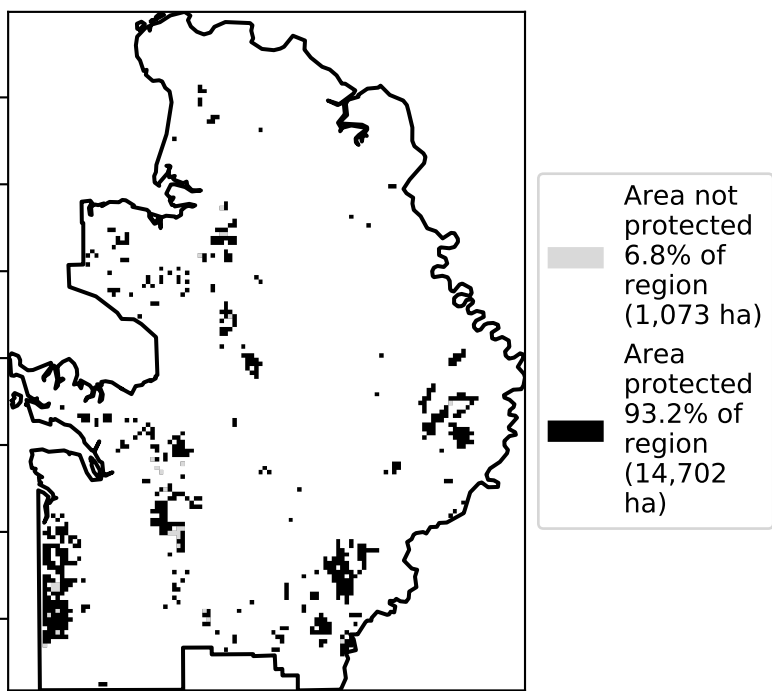 Area not
protected
6.8% of
region
(1,073 ha)
Area
protected
93.2% of
region
(14,702
ha)